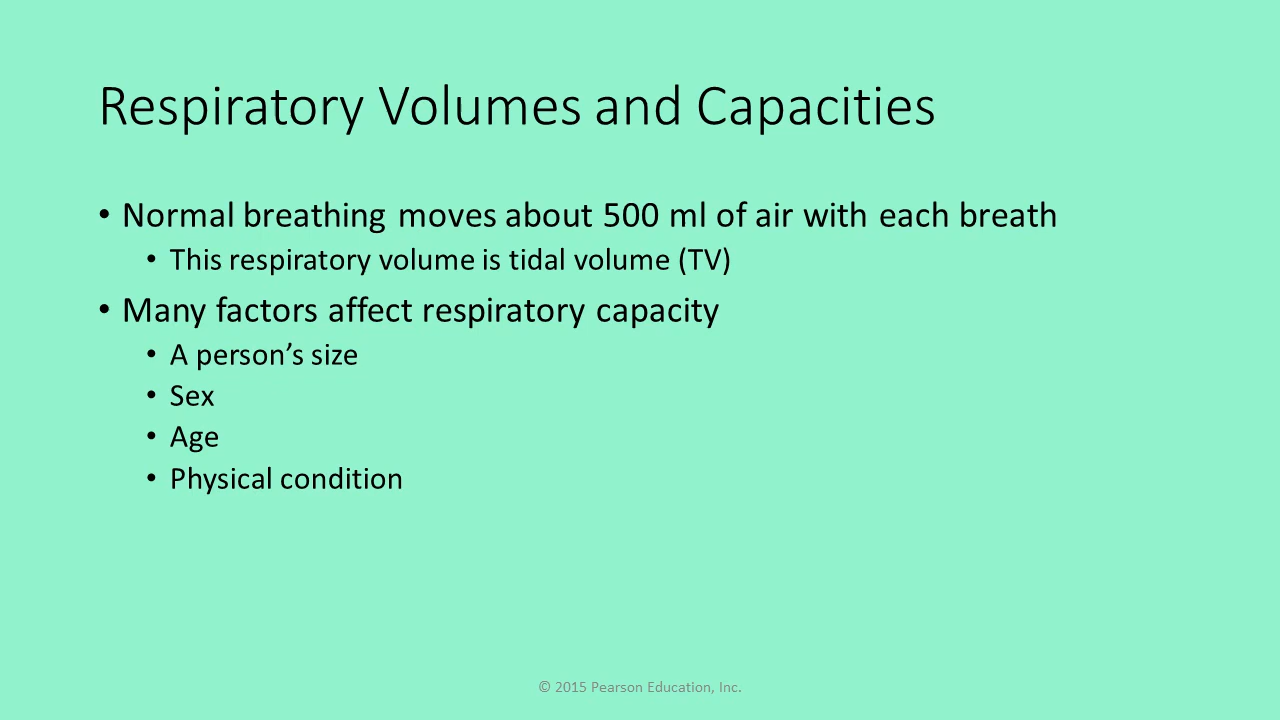 Respiratory Volumes and Capacities
• Normal breathing moves about 500 ml of air with each breath
• This respiratory volume is tidal volume (TV)
• Many factors affect respiratory capacity
• A person’s size
• Sex
• Age
• Physical condition
© 2015 Pearson Education, Inc.